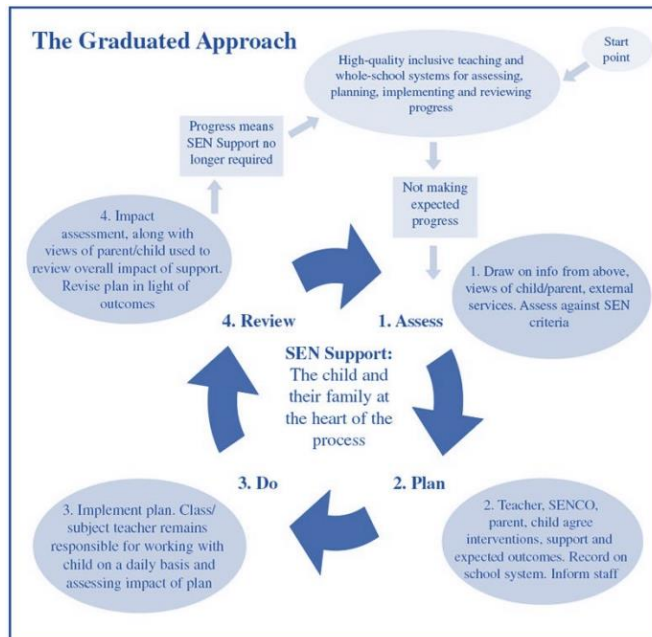 The Graduated Approach
Start
point
High-quality inclusive teaching and
whole-school systems for assessing,
planning, implementing and reviewing
progress
Progress means
SEN Support no
longer required
Not making
expected
progress
4. Impact
assessment, along with
views of parent/child used to
review overall impact of support.
Revise plan in light of
outcomes
1. Draw on info from above,
views of child/parent, external
services. Assess against SEN
criteria
4. Review
1. Assess
SEN Support:
The child and
their family at
the heart of the
process
3. Do
2. Plan
3. Implement plan. Class/
subject teacher remains
responsible for working with
child on a daily basis and
assessing impact of plan
2. Teacher, SENCO,
parent, child agree
interventions, support and
expected outcomes. Record on
school system. Inform staff